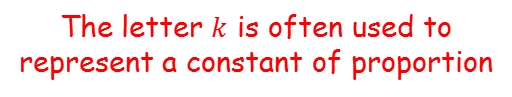 The letter k is often used to
represent a constant of proportion